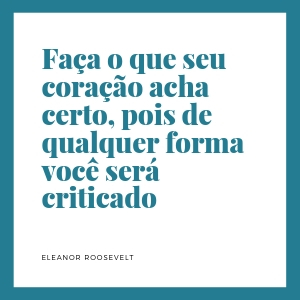 Faça o que seu
coração acha
certo, pois de
qualquer forma
você será
criticado
ELEANOR ROOSEVELT